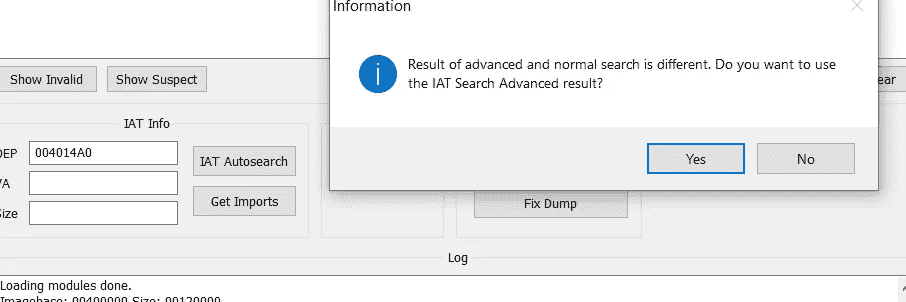 Information
Result of advanced and normal search is different. Do you want to use
the IAT Search Advanced result?
Yes
No
Show Invalid
Show Suspect
ear
IAT Info
OEP
004014A0
IAT Autosearch
VA
Size
Get Imports
Fix Dump
Log
Loading modules done.
Imagebase: 00400000 Size: 00120000